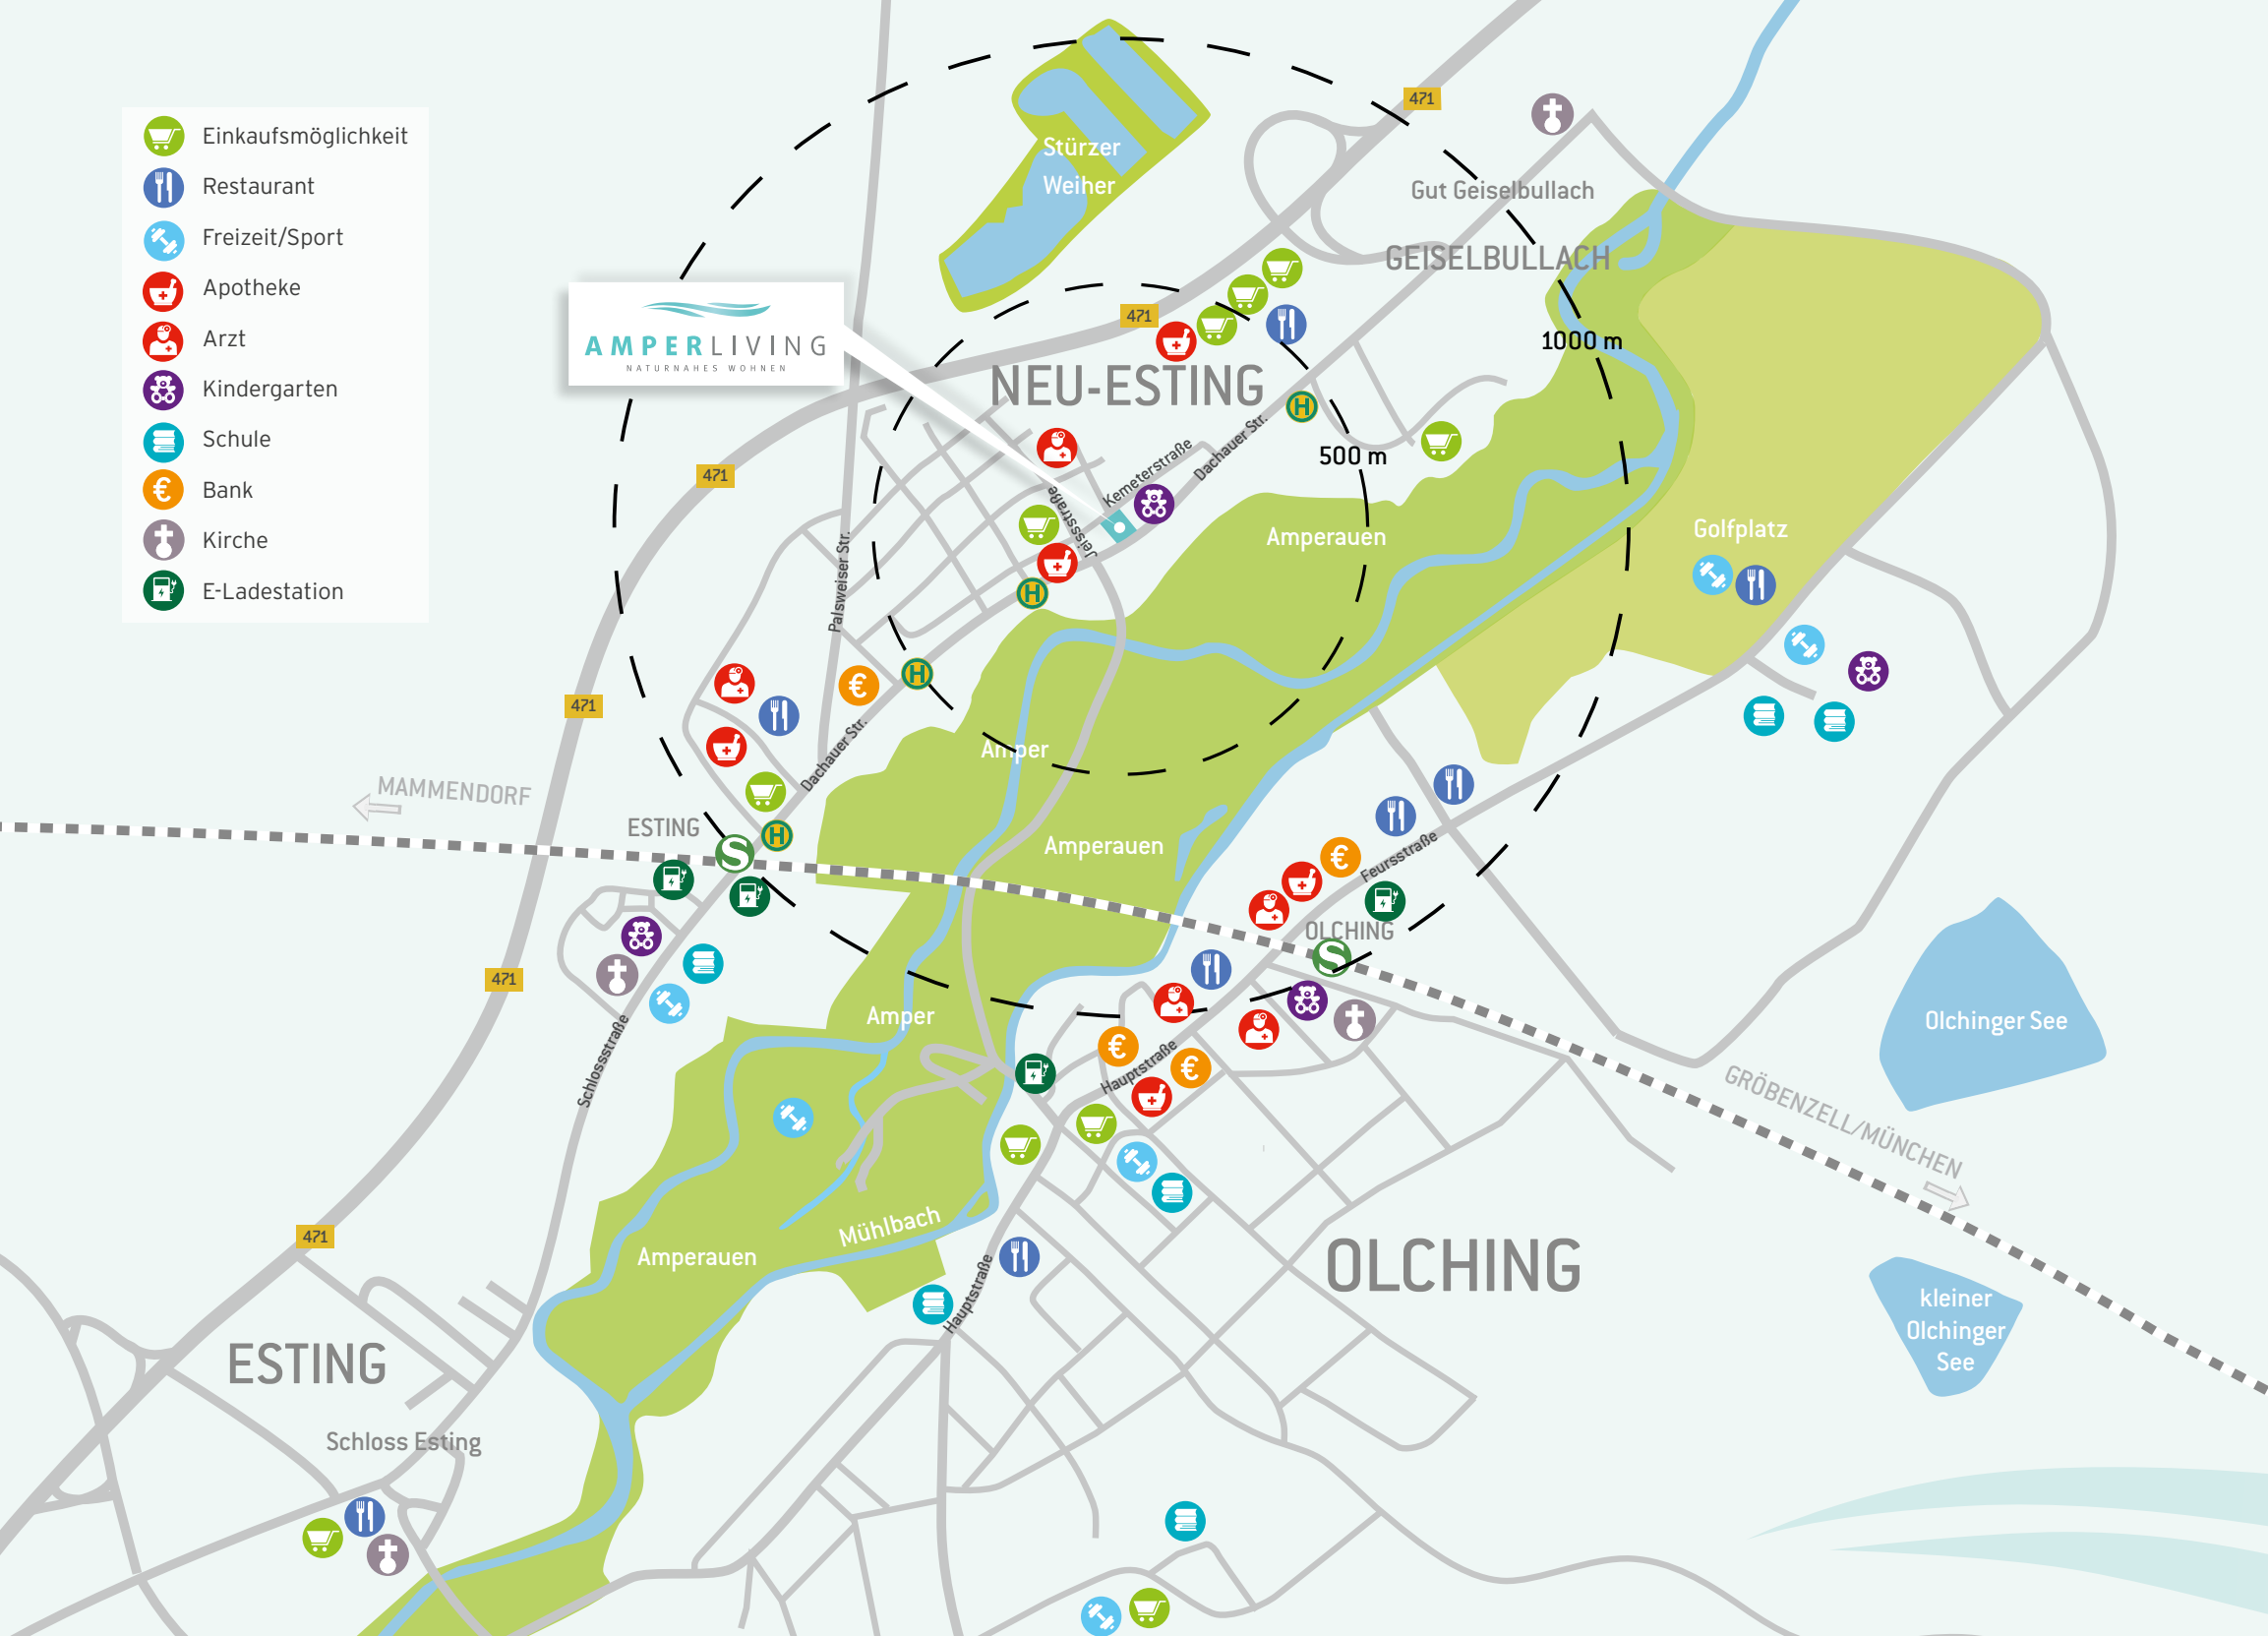 Einkaufsmöglichkeit
Restaurant
Freizeit/Sport
Apotheke
Arzt
Kindergarten
Schule
Bank
Kirche
E-Ladestation
Stürzer
Weiher
471
Gut Geiselbullach
GEISELBULLACH
AMPERLIVING
NATURNAHES WOHNEN
471
1000 m
NEU-ESTING
H
500 m
Dachauer Str.
Kemeterstraße
Jeissstraße
471
Palsweiser Str.
Amperauen
Golfplatz
H
H
471
Dachauer Str.
Amper
MAMMENDORF
ESTING
H
S
Amperauen
Feursstraße
OLCHING
S
471
Amper
Schlossstraße
Hauptstraße
Olchinger See
GRÖBENZELL/MÜNCHEN
Mühlbach
Amperauen
471
Hauptstraße
OLCHING
kleiner
Olchinger
See
ESTING
Schloss Esting